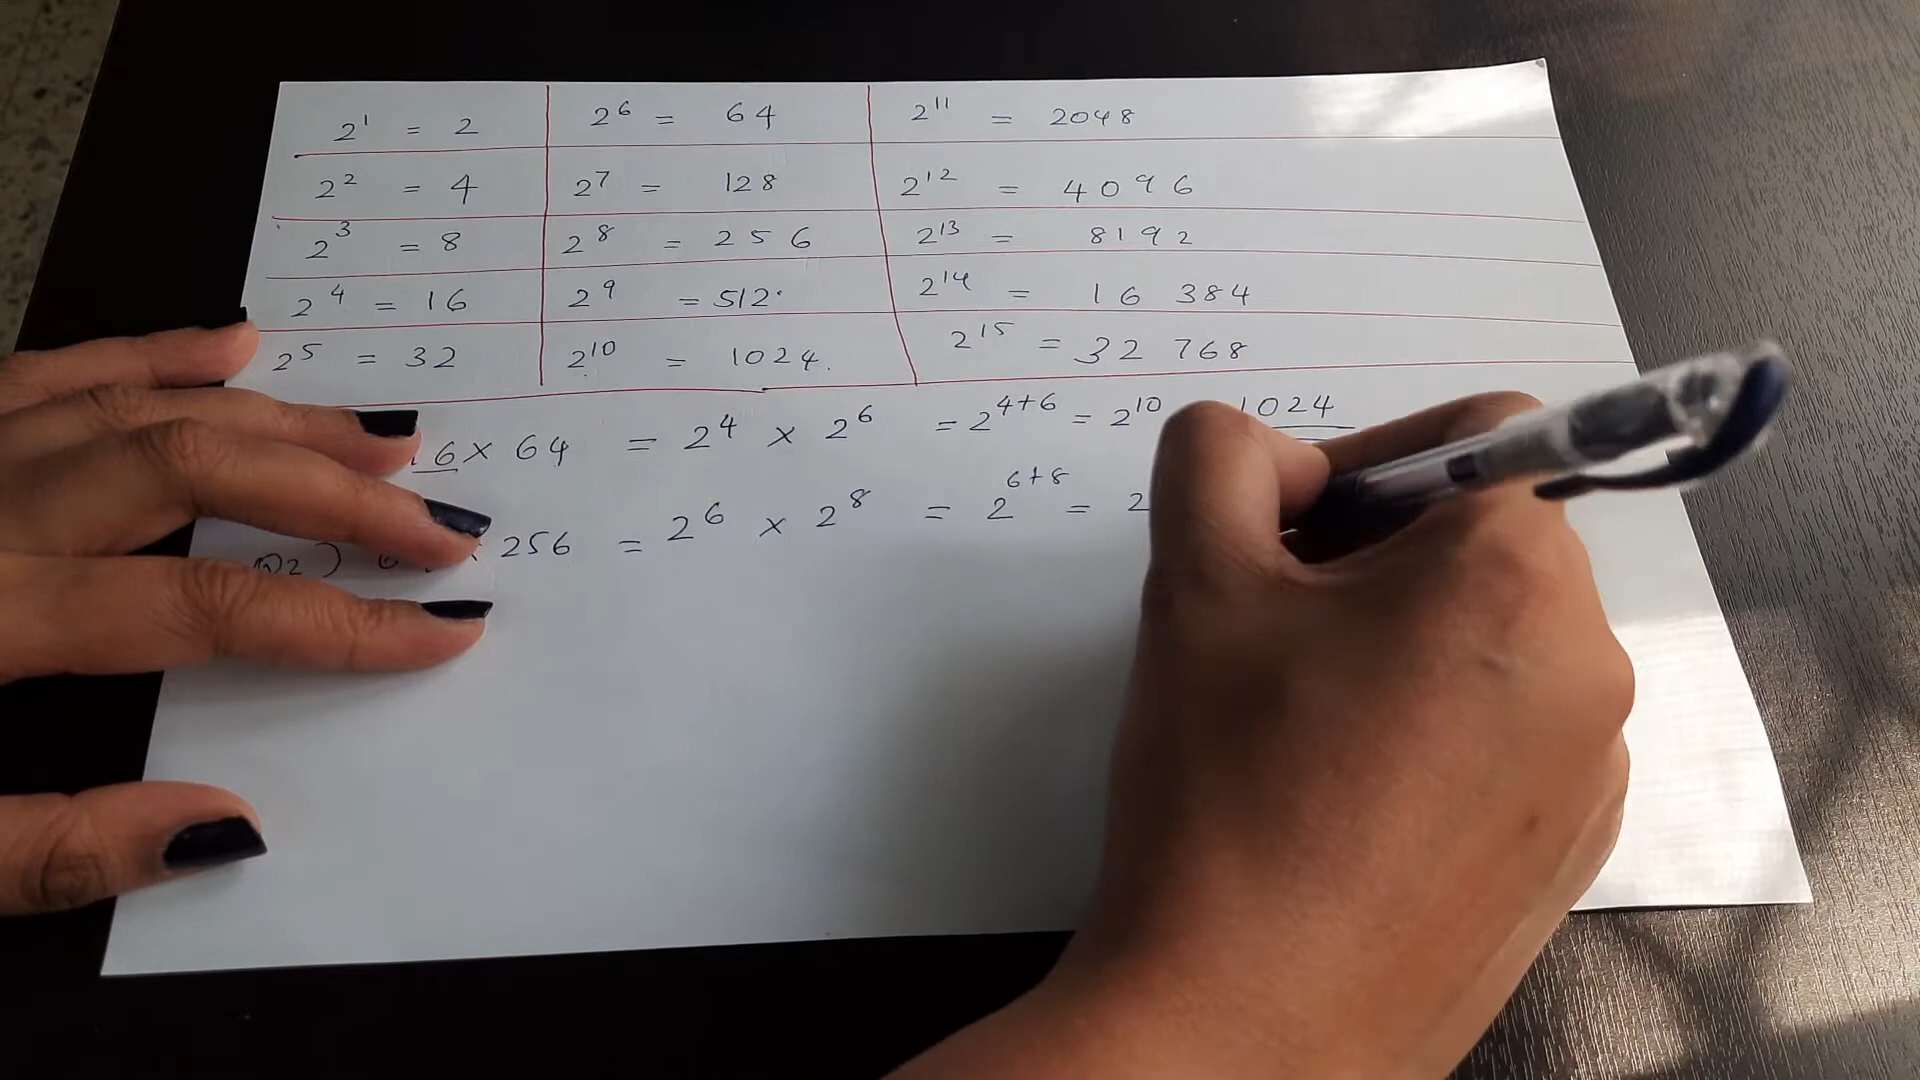 2¹ = 2 2⁶ = 64 2¹¹ = 2048
2² = 4 2⁷ = 128 2¹² = 4096
2³ = 8 2⁸ = 256 2¹³ = 8192
2⁴ = 16 2⁹ = 512 2¹⁴ = 16 384
2⁵ = 32 2¹⁰ = 1024. 2¹⁵ = 32 768
6 × 64 = 2⁴ × 2⁶ = 2⁴⁺⁶ = 2¹⁰ 1024
Q2) 256 = 2⁶ × 2⁸ = 2⁶⁺⁸ = 2